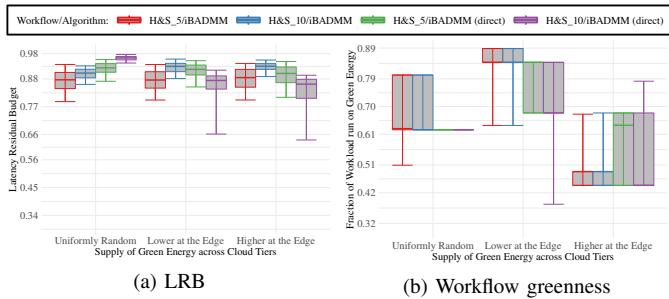 Workflow/Algorithm: H&S_5/iBADMM H&S_10/iBADMM H&S_5/iBADMM (direct) H&S_10/iBADMM (direct)
Latency Residual Budget
0.98
0.88
0.77
0.66
0.56
0.45
0.34
Uniformly Random Lower at the Edge Higher at the Edge
Supply of Green Energy across Cloud Tiers
(a) LRB
Fraction of Workload run on Green Energy
0.89
0.79
0.70
0.61
0.51
0.42
0.32
Uniformly Random Lower at the Edge Higher at the Edge
Supply of Green Energy across Cloud Tiers
(b) Workflow greenness